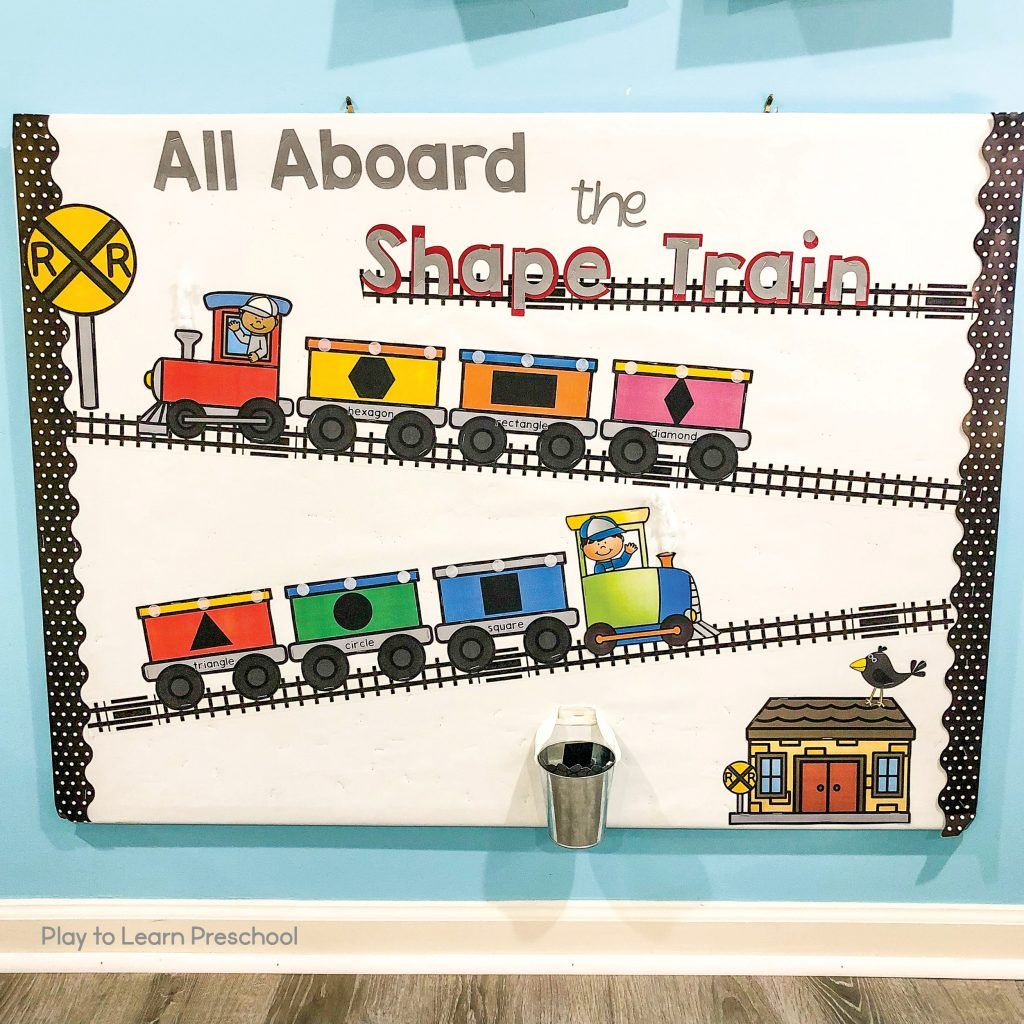 All Aboard
the
Shape Train
R R
hexagon
rectangle
diamond
triangle
circle
square
R R
Play to Learn Preschool